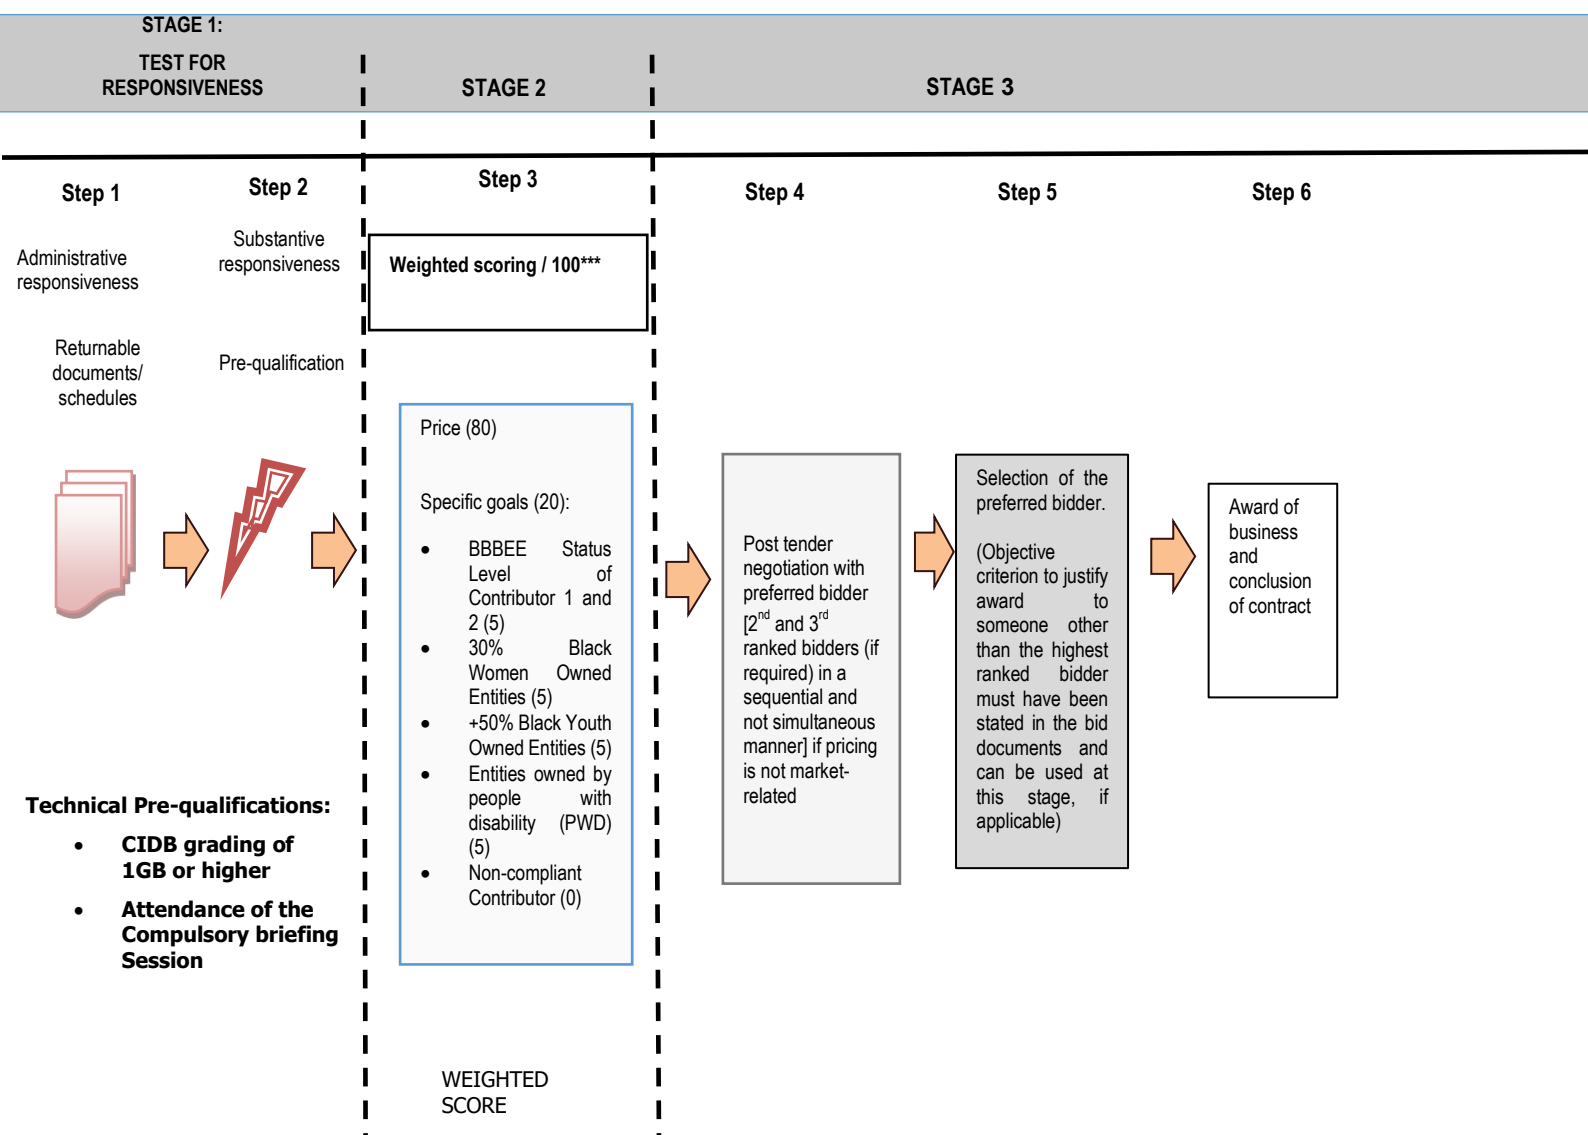 STAGE 1:
TEST FOR
RESPONSIVENESS
STAGE 2
STAGE 3
Step 1
Step 2
Step 3
Step 4
Step 5
Step 6
Administrative
responsiveness
Substantive
responsiveness
Weighted scoring / 100***
Returnable
documents/
schedules
Pre-qualification
Price (80)
Specific goals (20):
• BBBEE Status
Level of
Contributor 1 and
2 (5)
• 30% Black
Women Owned
Entities (5)
• +50% Black Youth
Owned Entities (5)
• Entities owned by
people with
disability (PWD)
(5)
• Non-compliant
Contributor (0)
Post tender
negotiation with
preferred bidder
[2nd and 3rd
ranked bidders (if
required) in a
sequential and
not simultaneous
manner] if pricing
is not market-
related
Selection of the
preferred bidder.
(Objective
criterion to justify
award to
someone other
than the highest
ranked bidder
must have been
stated in the bid
documents and
can be used at
this stage, if
applicable)
Award of
business
and
conclusion
of contract
Technical Pre-qualifications:
• CIDB grading of
1GB or higher
• Attendance of the
Compulsory briefing
Session
WEIGHTED
SCORE